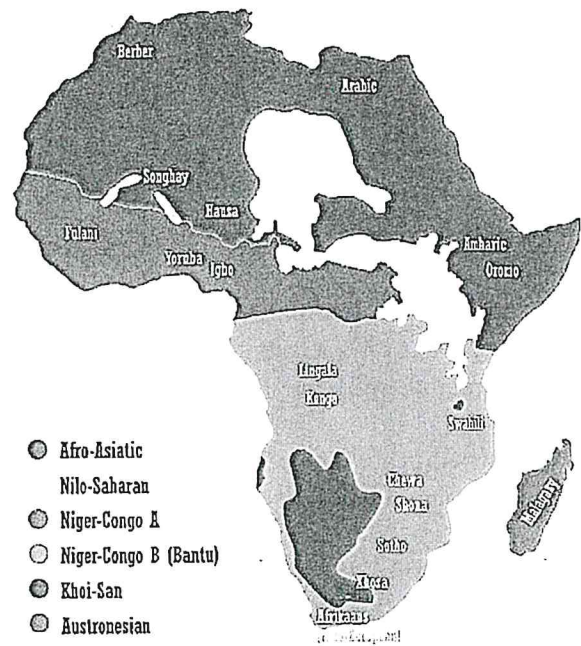 Berber
Arabic
Songhay
Hausa
Fulani
Yoruba
Igbo
Amharic
Oromo
Lingala
Kongo
Swahili
Chewa
Shona
Malagasy
Sotho
Xhosa
Afrikaans
Afro-Asiatic
Nilo-Saharan
Niger-Congo A
Niger-Congo B (Bantu)
Khoi-San
Austronesian